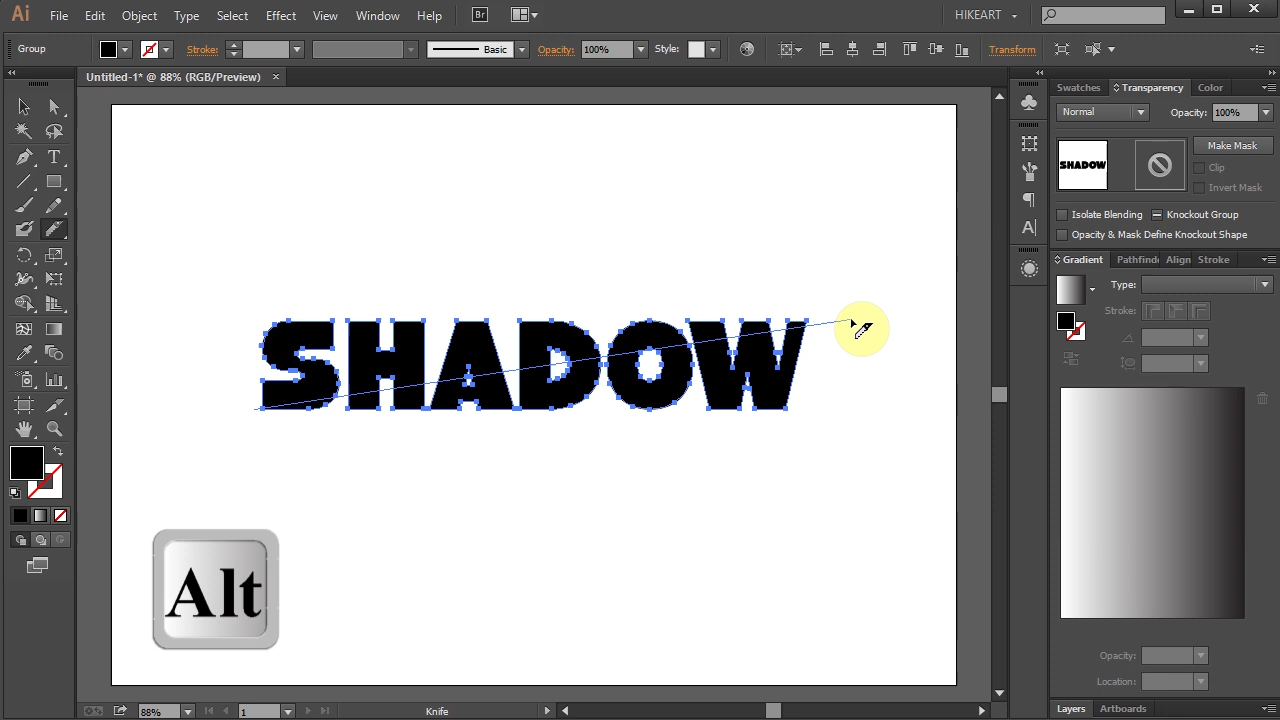 Ai File Edit Object Type Select Effect View Window Help Br HIKEART
Group Stroke: Basic Opacity: 100% Style: Transform
Untitled-1* @ 88% (RGB/Preview) ×
Swatches Transparency Color
Normal Opacity: 100%
SHADOW
Make Mask
Clip
Invert Mask
Isolate Blending Knockout Group
Opacity & Mask Define Knockout Shape
Gradient Pathfinde Align Stroke
Type:
Stroke:
Opacity:
Location:
SHADOW
Alt
88% 1 Knife
Layers Artboards